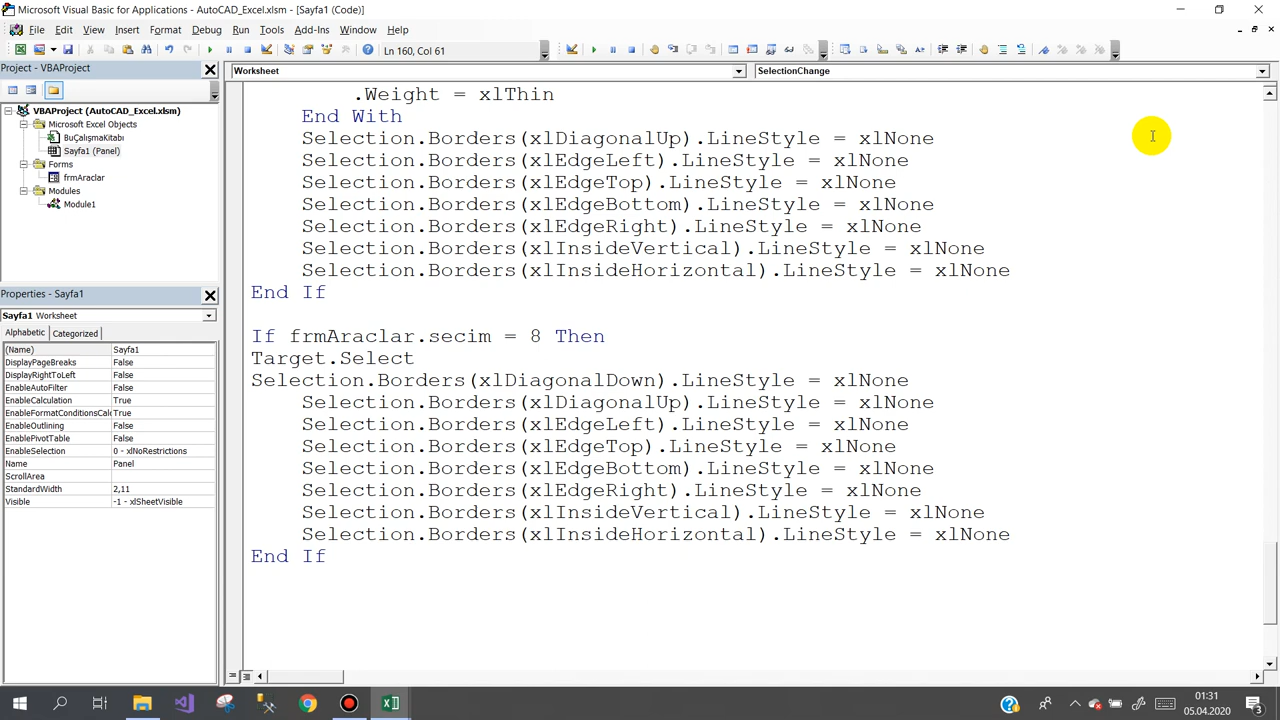 Microsoft Visual Basic for Applications - AutoCAD_Excel.xlsm - [Sayfa1 (Code)]
File Edit View Insert Format Debug Run Tools Add-Ins Window Help
Ln 160, Col 61
Project - VBAProject
Worksheet
SelectionChange
VBAProject (AutoCAD_Excel.xlsm)
Microsoft Excel Objects
BuÇalışmaKitabı
Sayfa1 (Panel)
Forms
frmAraclar
Modules
Module1
Properties - Sayfa1
Sayfa1 Worksheet
Alphabetic Categorized
(Name) Sayfa1
DisplayPageBreaks False
DisplayRightToLeft False
EnableAutoFilter False
EnableCalculation True
EnableFormatConditionsCalc True
EnableOutlining False
EnablePivotTable False
EnableSelection 0 - xlNoRestrictions
Name Panel
ScrollArea
StandardWidth 2,11
Visible -1 - xlSheetVisible
.Weight = xlThin
End With
Selection.Borders(xlDiagonalUp).LineStyle = xlNone
Selection.Borders(xlEdgeLeft).LineStyle = xlNone
Selection.Borders(xlEdgeTop).LineStyle = xlNone
Selection.Borders(xlEdgeBottom).LineStyle = xlNone
Selection.Borders(xlEdgeRight).LineStyle = xlNone
Selection.Borders(xlInsideVertical).LineStyle = xlNone
Selection.Borders(xlInsideHorizontal).LineStyle = xlNone
End If
If frmAraclar.secim = 8 Then
Target.Select
Selection.Borders(xlDiagonalDown).LineStyle = xlNone
Selection.Borders(xlDiagonalUp).LineStyle = xlNone
Selection.Borders(xlEdgeLeft).LineStyle = xlNone
Selection.Borders(xlEdgeTop).LineStyle = xlNone
Selection.Borders(xlEdgeBottom).LineStyle = xlNone
Selection.Borders(xlEdgeRight).LineStyle = xlNone
Selection.Borders(xlInsideVertical).LineStyle = xlNone
Selection.Borders(xlInsideHorizontal).LineStyle = xlNone
End If
01:31
05.04.2020
3